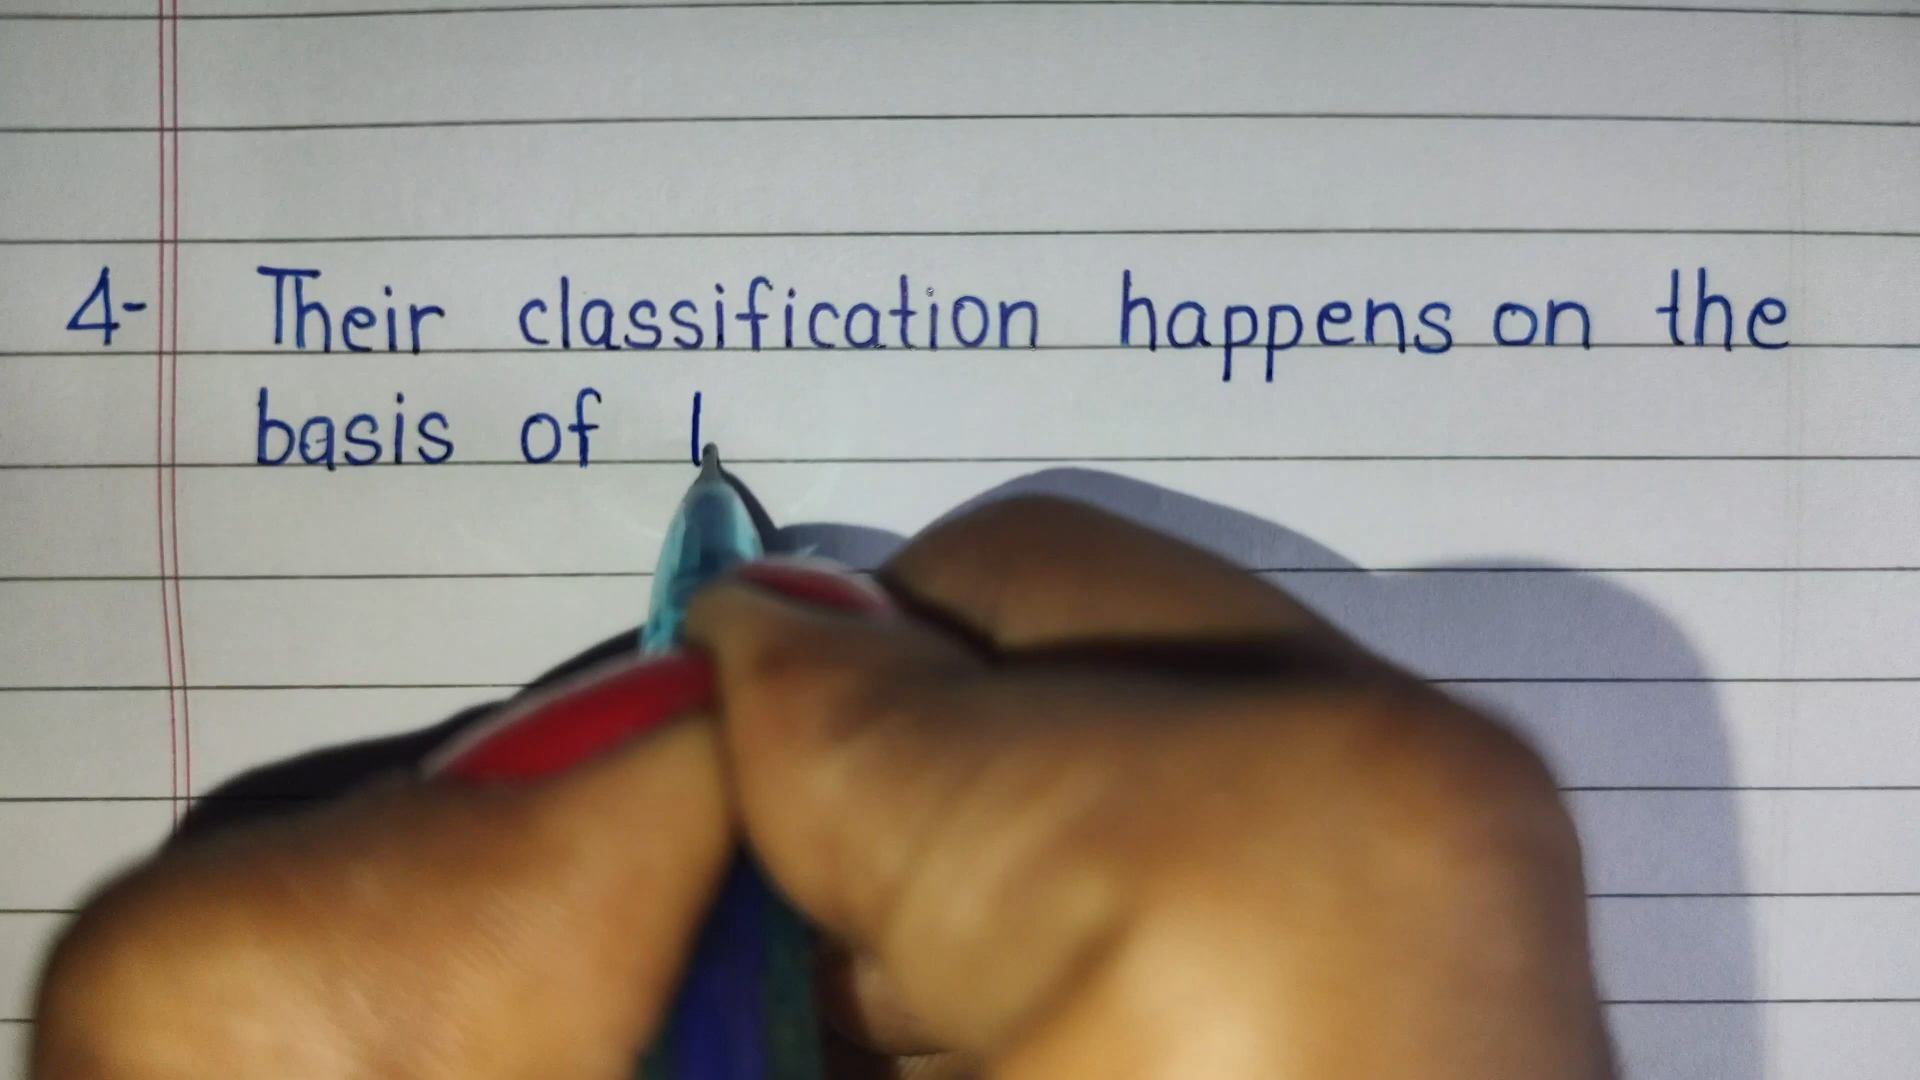 4- Their classification happens on the
basis of